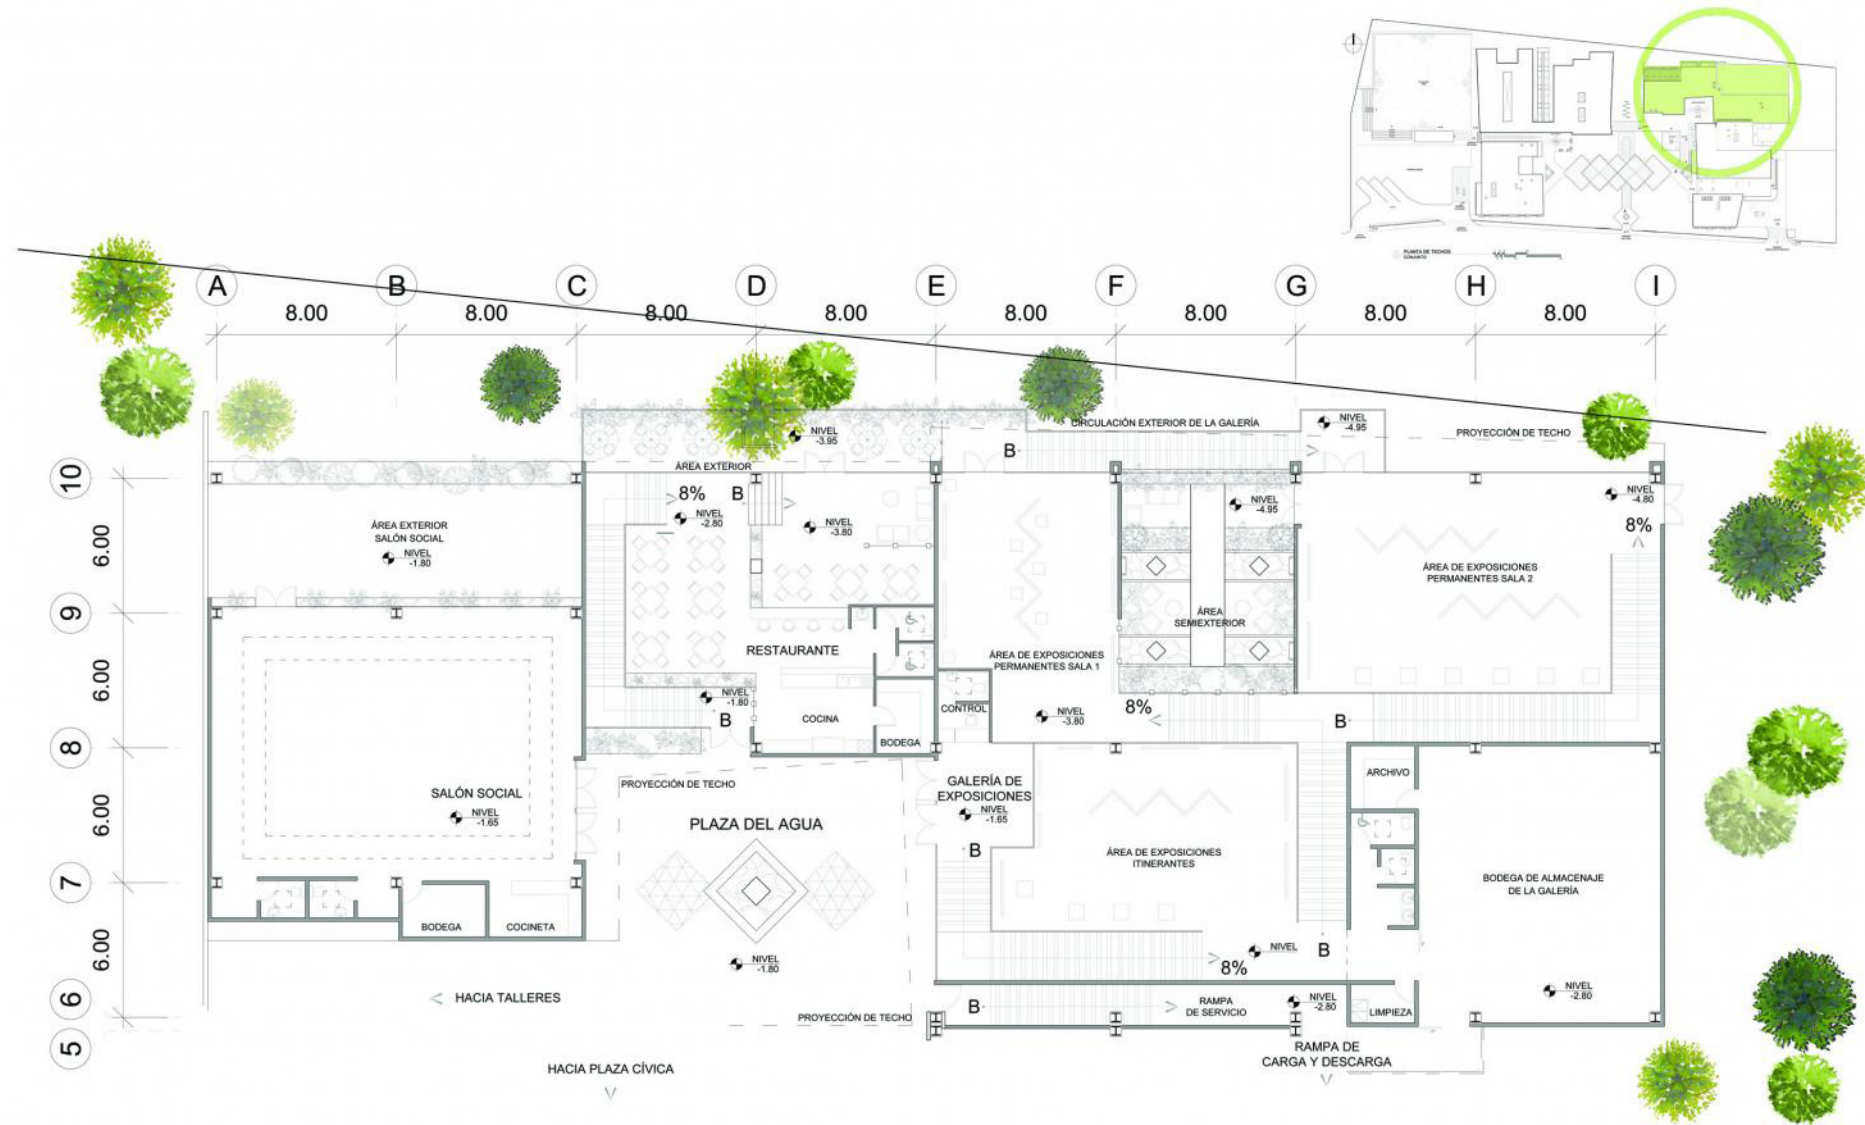 PLANTA DE TECHOS
CONJUNTO
A
B
C
D
E
F
G
H
I
8.00
8.00
8.00
8.00
8.00
8.00
8.00
8.00
10
9
8
7
6
5
6.00
6.00
6.00
6.00
NIVEL
-3.95
CIRCULACIÓN EXTERIOR DE LA GALERÍA
NIVEL
-4.95
PROYECCIÓN DE TECHO
B
ÁREA EXTERIOR
8%
B
NIVEL
-2.80
NIVEL
-3.80
NIVEL
-4.95
NIVEL
-4.80
8%
ÁREA EXTERIOR
SALÓN SOCIAL
NIVEL
-1.80
ÁREA DE EXPOSICIONES
PERMANENTES SALA 2
ÁREA
SEMIEXTERIOR
RESTAURANTE
ÁREA DE EXPOSICIONES
PERMANENTES SALA 1
NIVEL
-1.80
B
COCINA
BODEGA
CONTROL
NIVEL
-3.80
8%
B
SALÓN SOCIAL
NIVEL
-1.65
PROYECCIÓN DE TECHO
PLAZA DEL AGUA
GALERÍA DE
EXPOSICIONES
NIVEL
-1.65
B
ARCHIVO
ÁREA DE EXPOSICIONES
ITINERANTES
BODEGA DE ALMACENAJE
DE LA GALERÍA
BODEGA
COCINETA
NIVEL
-1.80
NIVEL
8%
B
HACIA TALLERES
PROYECCIÓN DE TECHO
B
RAMPA
DE SERVICIO
NIVEL
-2.80
LIMPIEZA
NIVEL
-2.80
HACIA PLAZA CÍVICA
RAMPA DE
CARGA Y DESCARGA